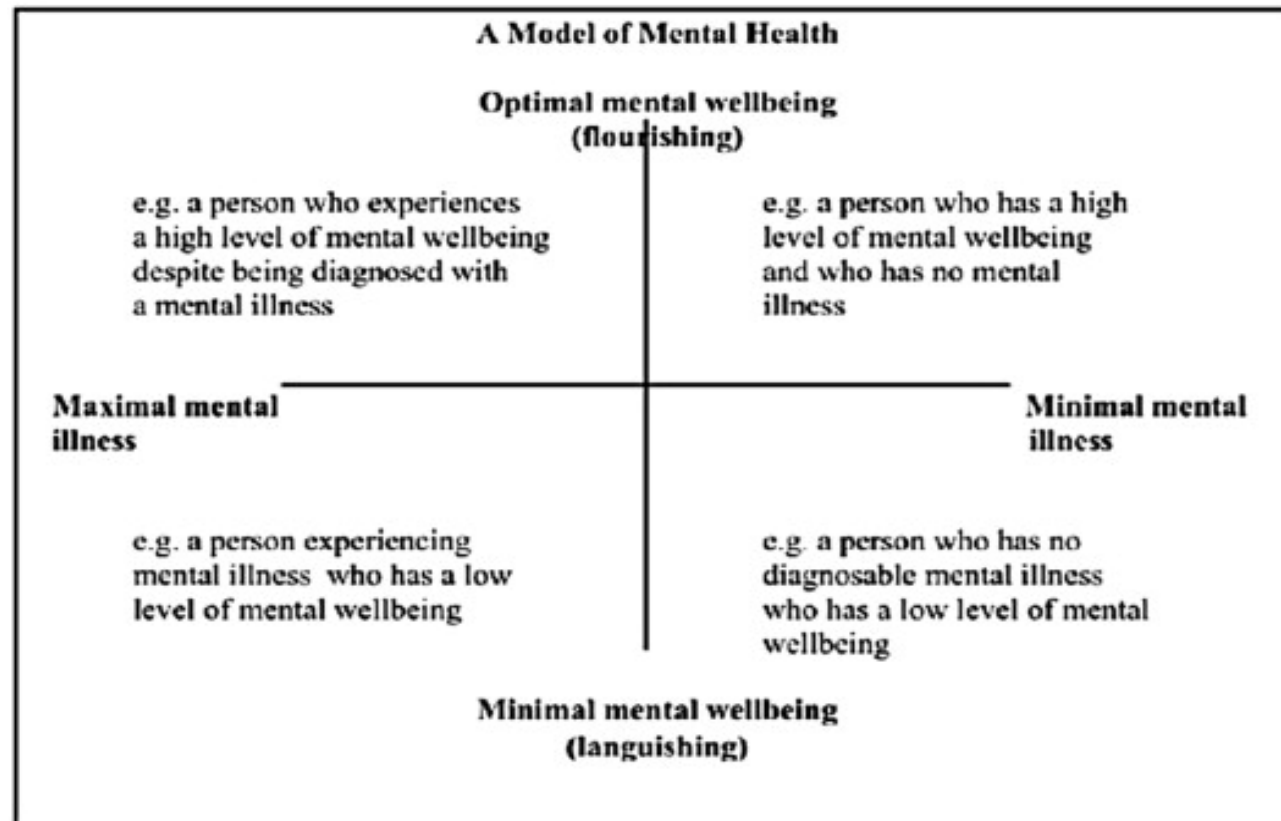 A Model of Mental Health
Optimal mental wellbeing
(flourishing)
e.g. a person who experiences
a high level of mental wellbeing
despite being diagnosed with
a mental illness
e.g. a person who has a high
level of mental wellbeing
and who has no mental
illness
Maximal mental
illness
Minimal mental
illness
e.g. a person experiencing
mental illness who has a low
level of mental wellbeing
e.g. a person who has no
diagnosable mental illness
who has a low level of mental
wellbeing
Minimal mental wellbeing
(languishing)